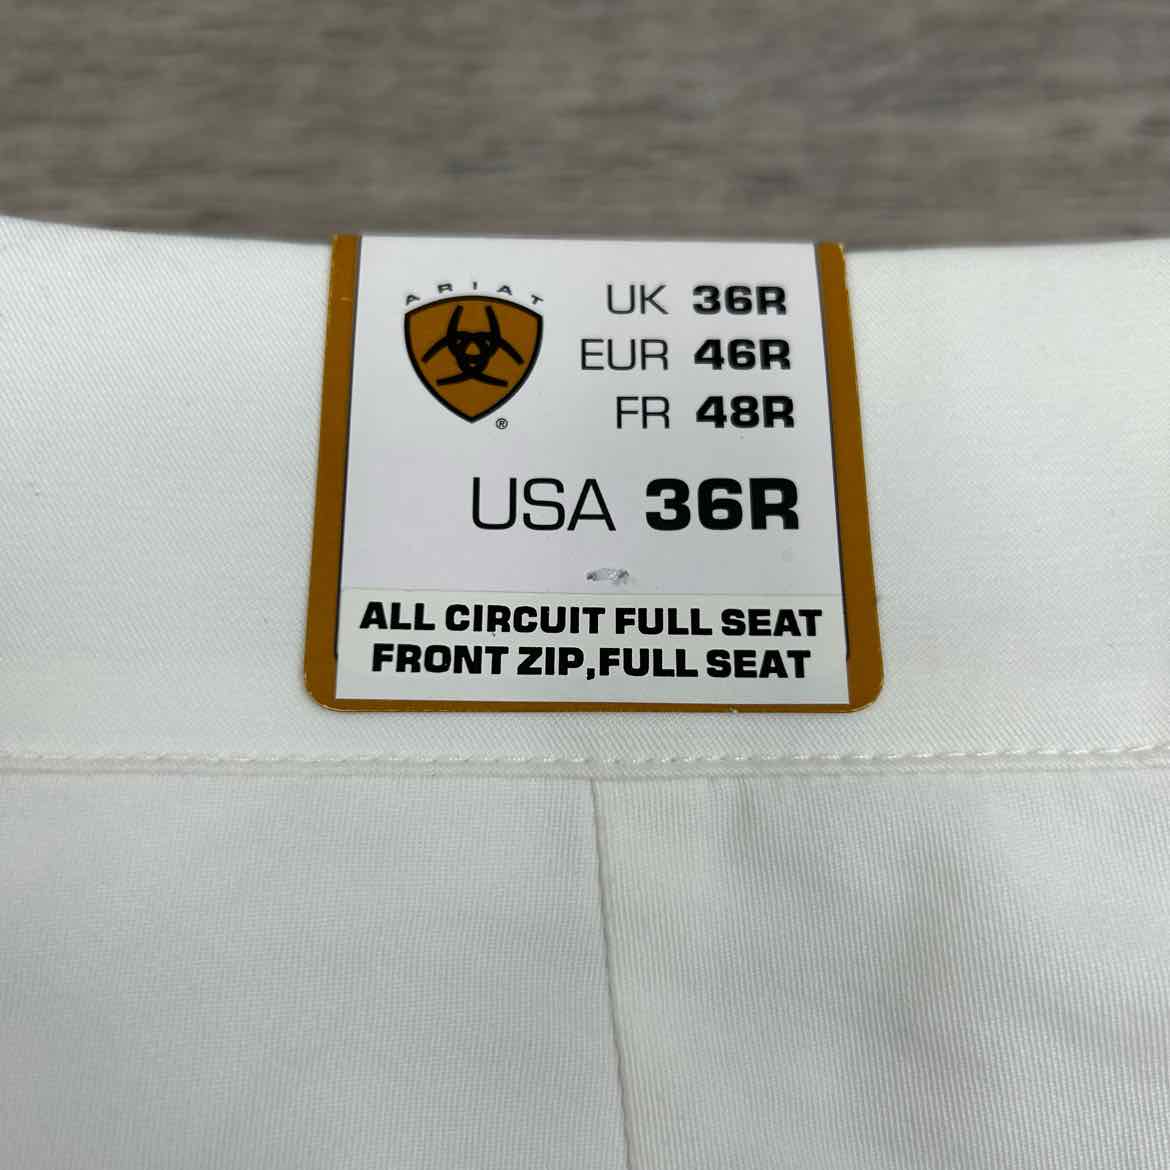 ARIAT
®
UK 36R
EUR 46R
FR 48R
USA 36R
ALL CIRCUIT FULL SEAT
FRONT ZIP,FULL SEAT